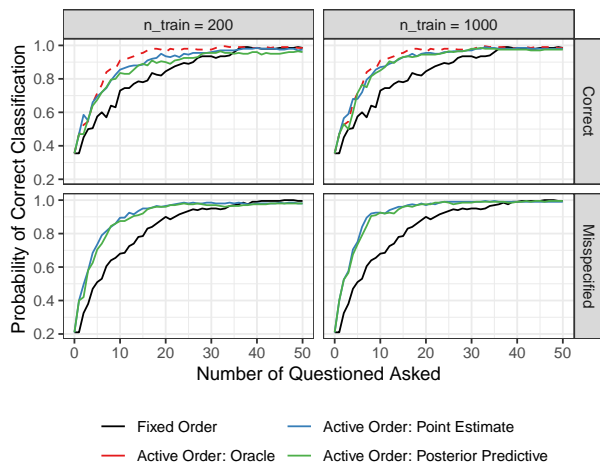 n_train = 200
n_train = 1000
1.0
0.8
0.6
0.4
0.2
Correct
1.0
0.8
0.6
0.4
0.2
Misspecified
Probability of Correct Classification
0 10 20 30 40 50
0 10 20 30 40 50
Number of Questioned Asked
Fixed Order
Active Order: Point Estimate
Active Order: Oracle
Active Order: Posterior Predictive